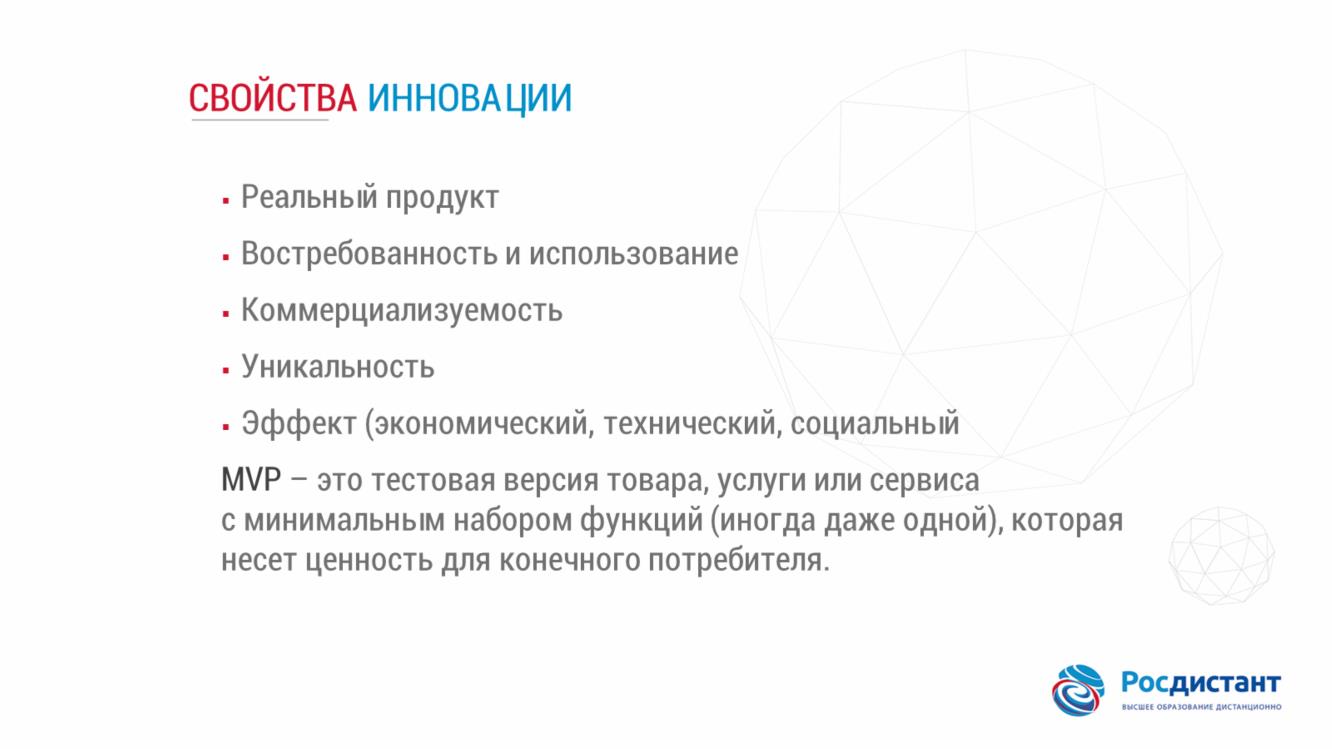 СВОЙСТВА ИННОВАЦИИ
▪ Реальный продукт
▪ Востребованность и использование
▪ Коммерциализуемость
▪ Уникальность
▪ Эффект (экономический, технический, социальный
MVP – это тестовая версия товара, услуги или сервиса
с минимальным набором функций (иногда даже одной), которая
несет ценность для конечного потребителя.
Росдистант
ВЫСШЕЕ ОБРАЗОВАНИЕ ДИСТАНЦИОННО